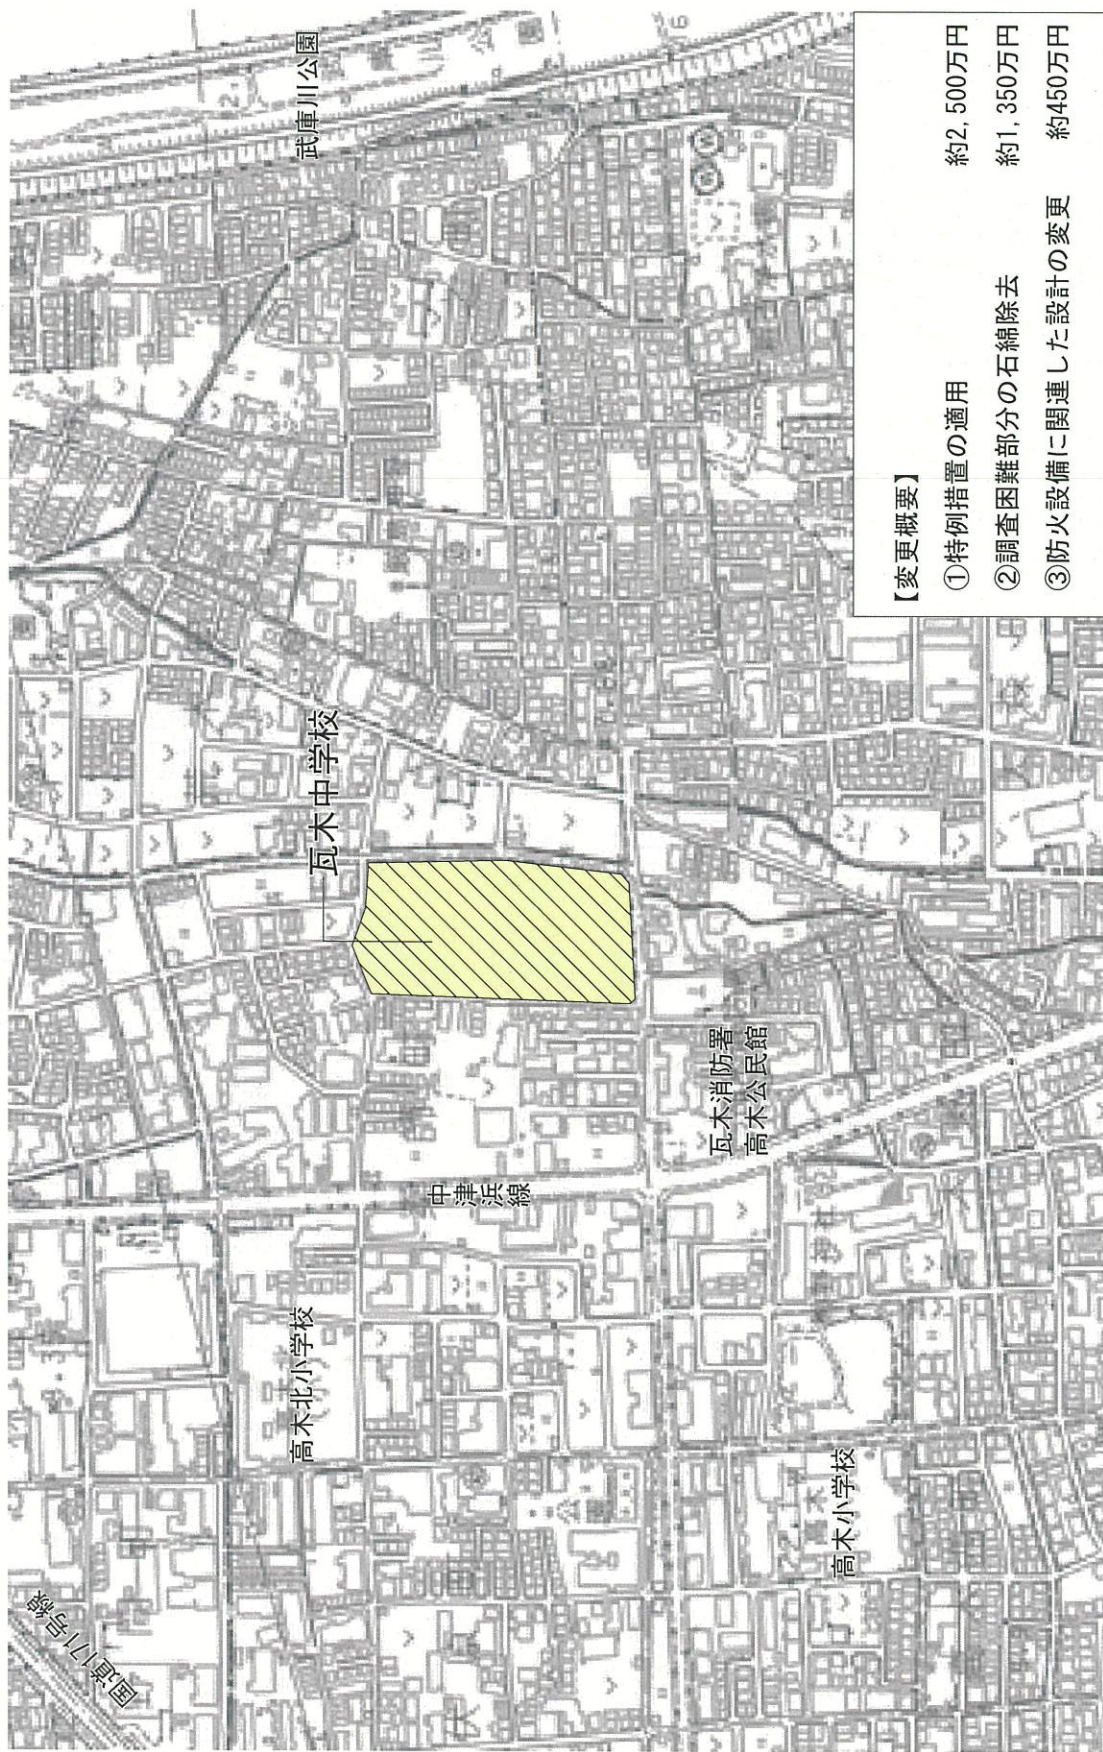 国道171号線
高木北小学校
高木小学校
中津浜線
瓦木消防署
高木公民館
瓦木中学校
武庫川公園
【変更概要】
①特例措置の適用 約2,500万円
②調査困難部分の石綿除去 約1,350万円
③防火設備に関連した設計の変更 約450万円